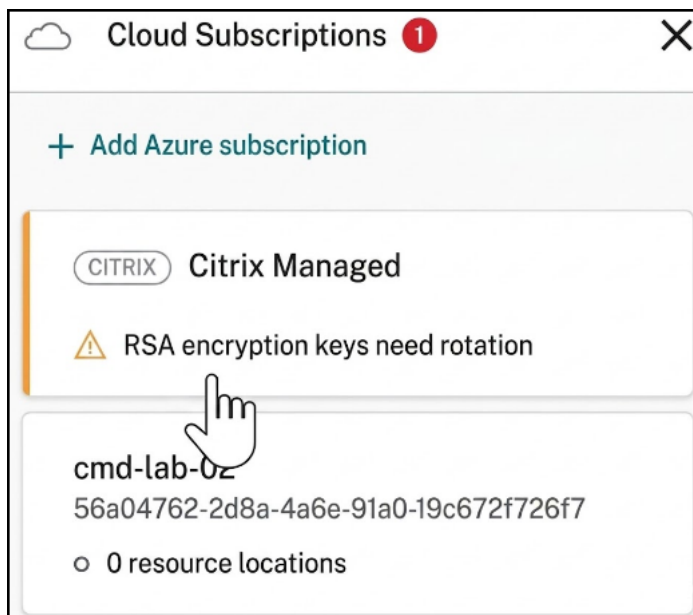 Cloud Subscriptions 1
+ Add Azure subscription
CITRIX Citrix Managed
RSA encryption keys need rotation
cmd-lab-02
56a04762-2d8a-4a6e-91a0-19c672f726f7
0 resource locations